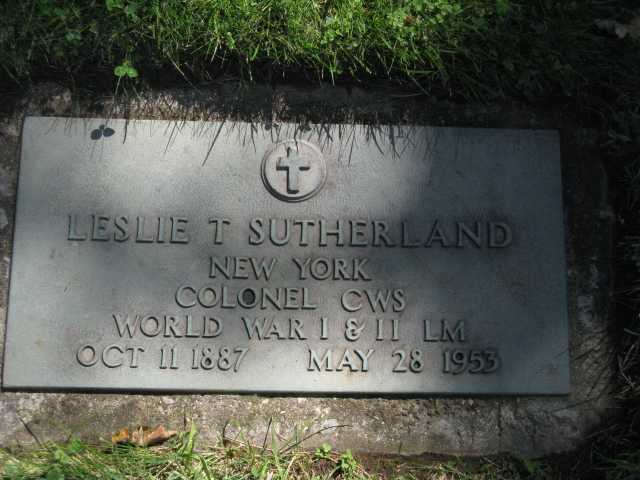 LESLIE T SUTHERLAND
NEW YORK
COLONEL CWS
WORLD WAR I & II LM
OCT 11 1887 MAY 28 1953